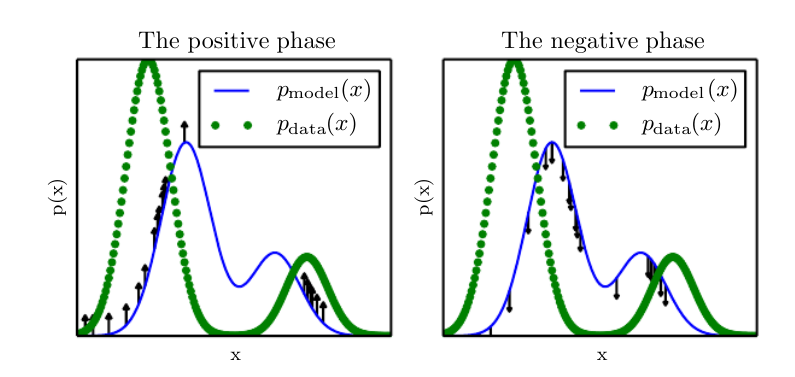 The positive phase
p_model(x)
p_data(x)
p(x)
x
The negative phase
p_model(x)
p_data(x)
p(x)
x